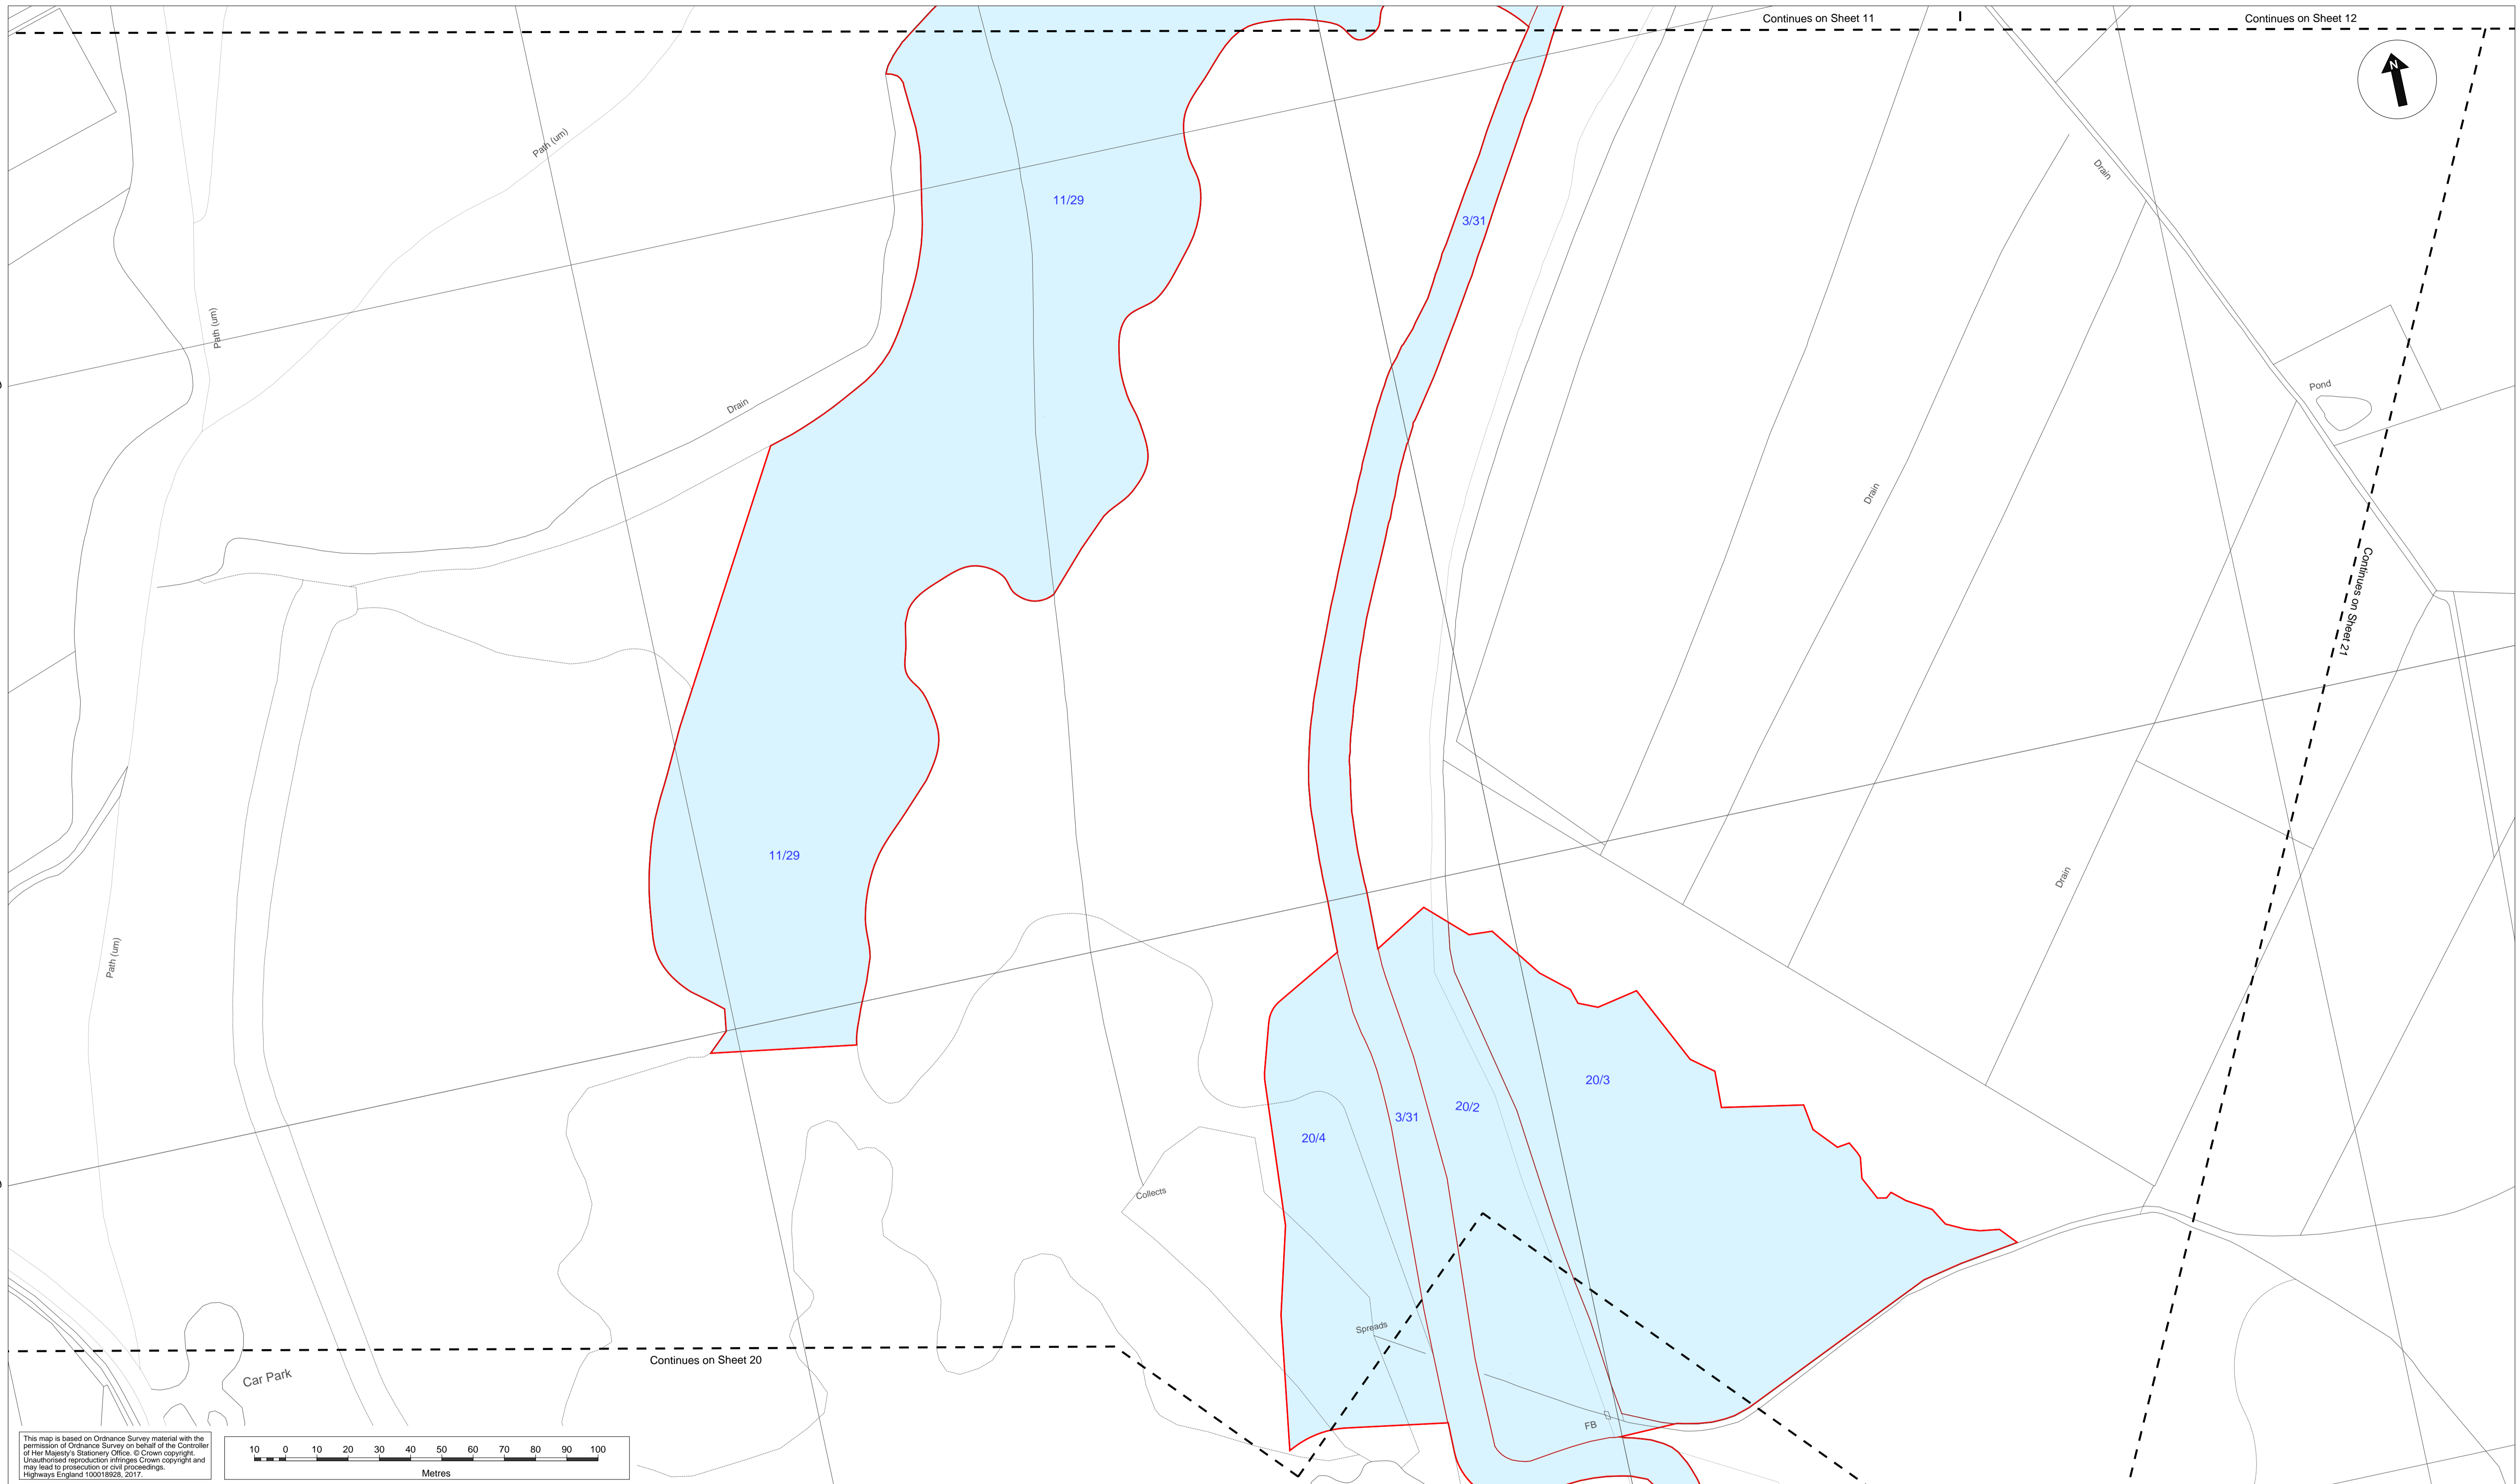 Continues on Sheet 11
Continues on Sheet 12
N
Path (um)
Drain
11/29
3/31
Path (um)
Pond
Drain
Drain
Continues on Sheet 21
11/29
Drain
Path (um)
20/3
20/2
3/31
20/4
Collects
Spreads
Continues on Sheet 20
Car Park
FB
This map is based on Ordnance Survey material with the
permission of Ordnance Survey on behalf of the Controller
of Her Majesty's Stationery Office. © Crown copyright.
Unauthorised reproduction infringes Crown copyright and
may lead to prosecution or civil proceedings.
Highways England 100018928, 2017.
10 0 10 20 30 40 50 60 70 80 90 100
Metres